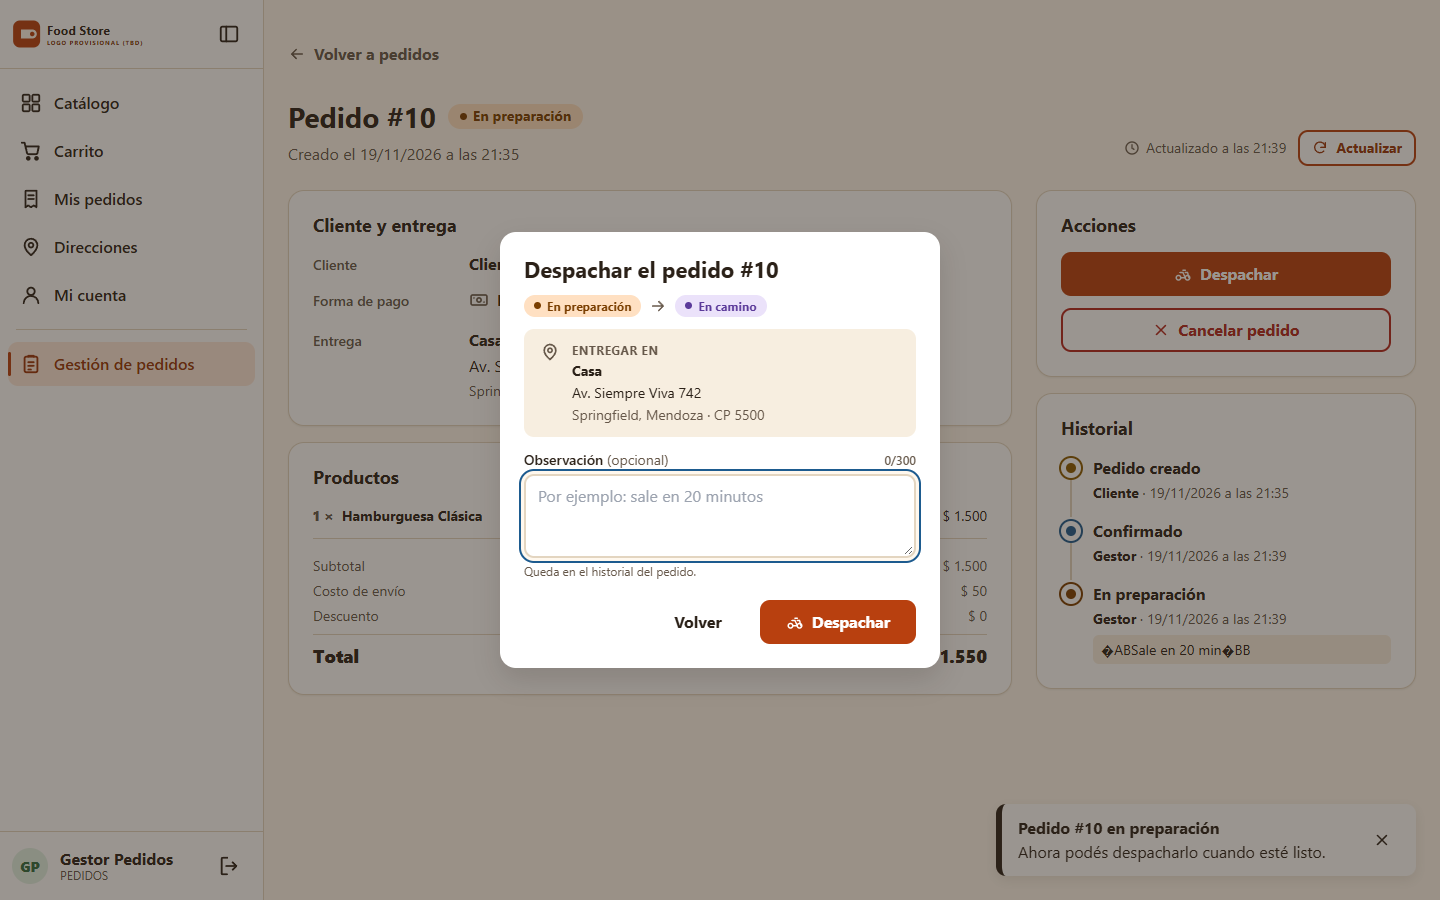 Food Store
LOGO PROVISIONAL (TBD)
Catálogo
Carrito
Mis pedidos
Direcciones
Mi cuenta
Gestión de pedidos
GP
Gestor Pedidos
PEDIDOS
Volver a pedidos
Pedido #10
En preparación
Creado el 19/11/2026 a las 21:35
Actualizado a las 21:39
Actualizar
Cliente y entrega
Cliente
Forma de pago
Entrega
Casa
Av. S
Sprin
Productos
1 × Hamburguesa Clásica
$ 1.500
Subtotal
$ 1.500
Costo de envío
$ 50
Descuento
$ 0
Total
1.550
Despachar el pedido #10
En preparación
En camino
ENTREGAR EN
Casa
Av. Siempre Viva 742
Springfield, Mendoza · CP 5500
Observación (opcional)
0/300
Por ejemplo: sale en 20 minutos
Queda en el historial del pedido.
Volver
Despachar
Acciones
Despachar
Cancelar pedido
Historial
Pedido creado
Cliente · 19/11/2026 a las 21:35
Confirmado
Gestor · 19/11/2026 a las 21:39
En preparación
Gestor · 19/11/2026 a las 21:39
�ABSale en 20 min�BB
Pedido #10 en preparación
Ahora podés despacharlo cuando esté listo.